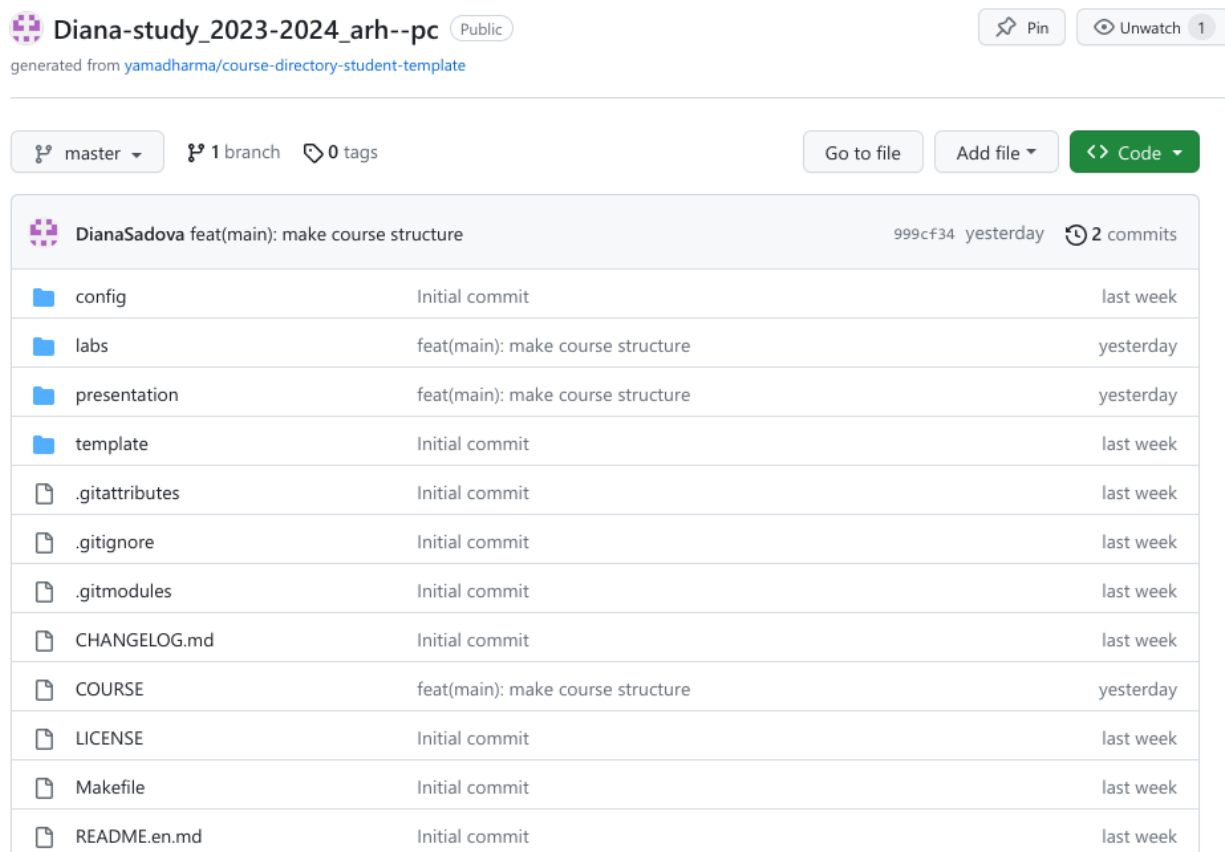 Diana-study_2023-2024_arh--pc Public Pin Unwatch 1
generated from yamadharma/course-directory-student-template
master 1 branch 0 tags Go to file Add file Code
DianaSadova feat(main): make course structure 999cf34 yesterday 2 commits
config Initial commit last week
labs feat(main): make course structure yesterday
presentation feat(main): make course structure yesterday
template Initial commit last week
.gitattributes Initial commit last week
.gitignore Initial commit last week
.gitmodules Initial commit last week
CHANGELOG.md Initial commit last week
COURSE feat(main): make course structure yesterday
LICENSE Initial commit last week
Makefile Initial commit last week
README.en.md Initial commit last week